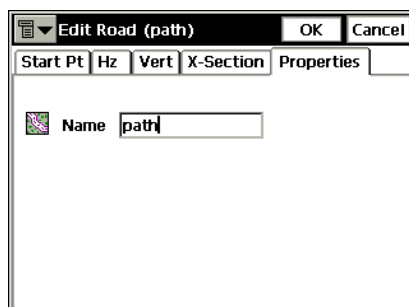 Edit Road (path) OK Cancel
Start Pt Hz Vert X-Section Properties
Name path